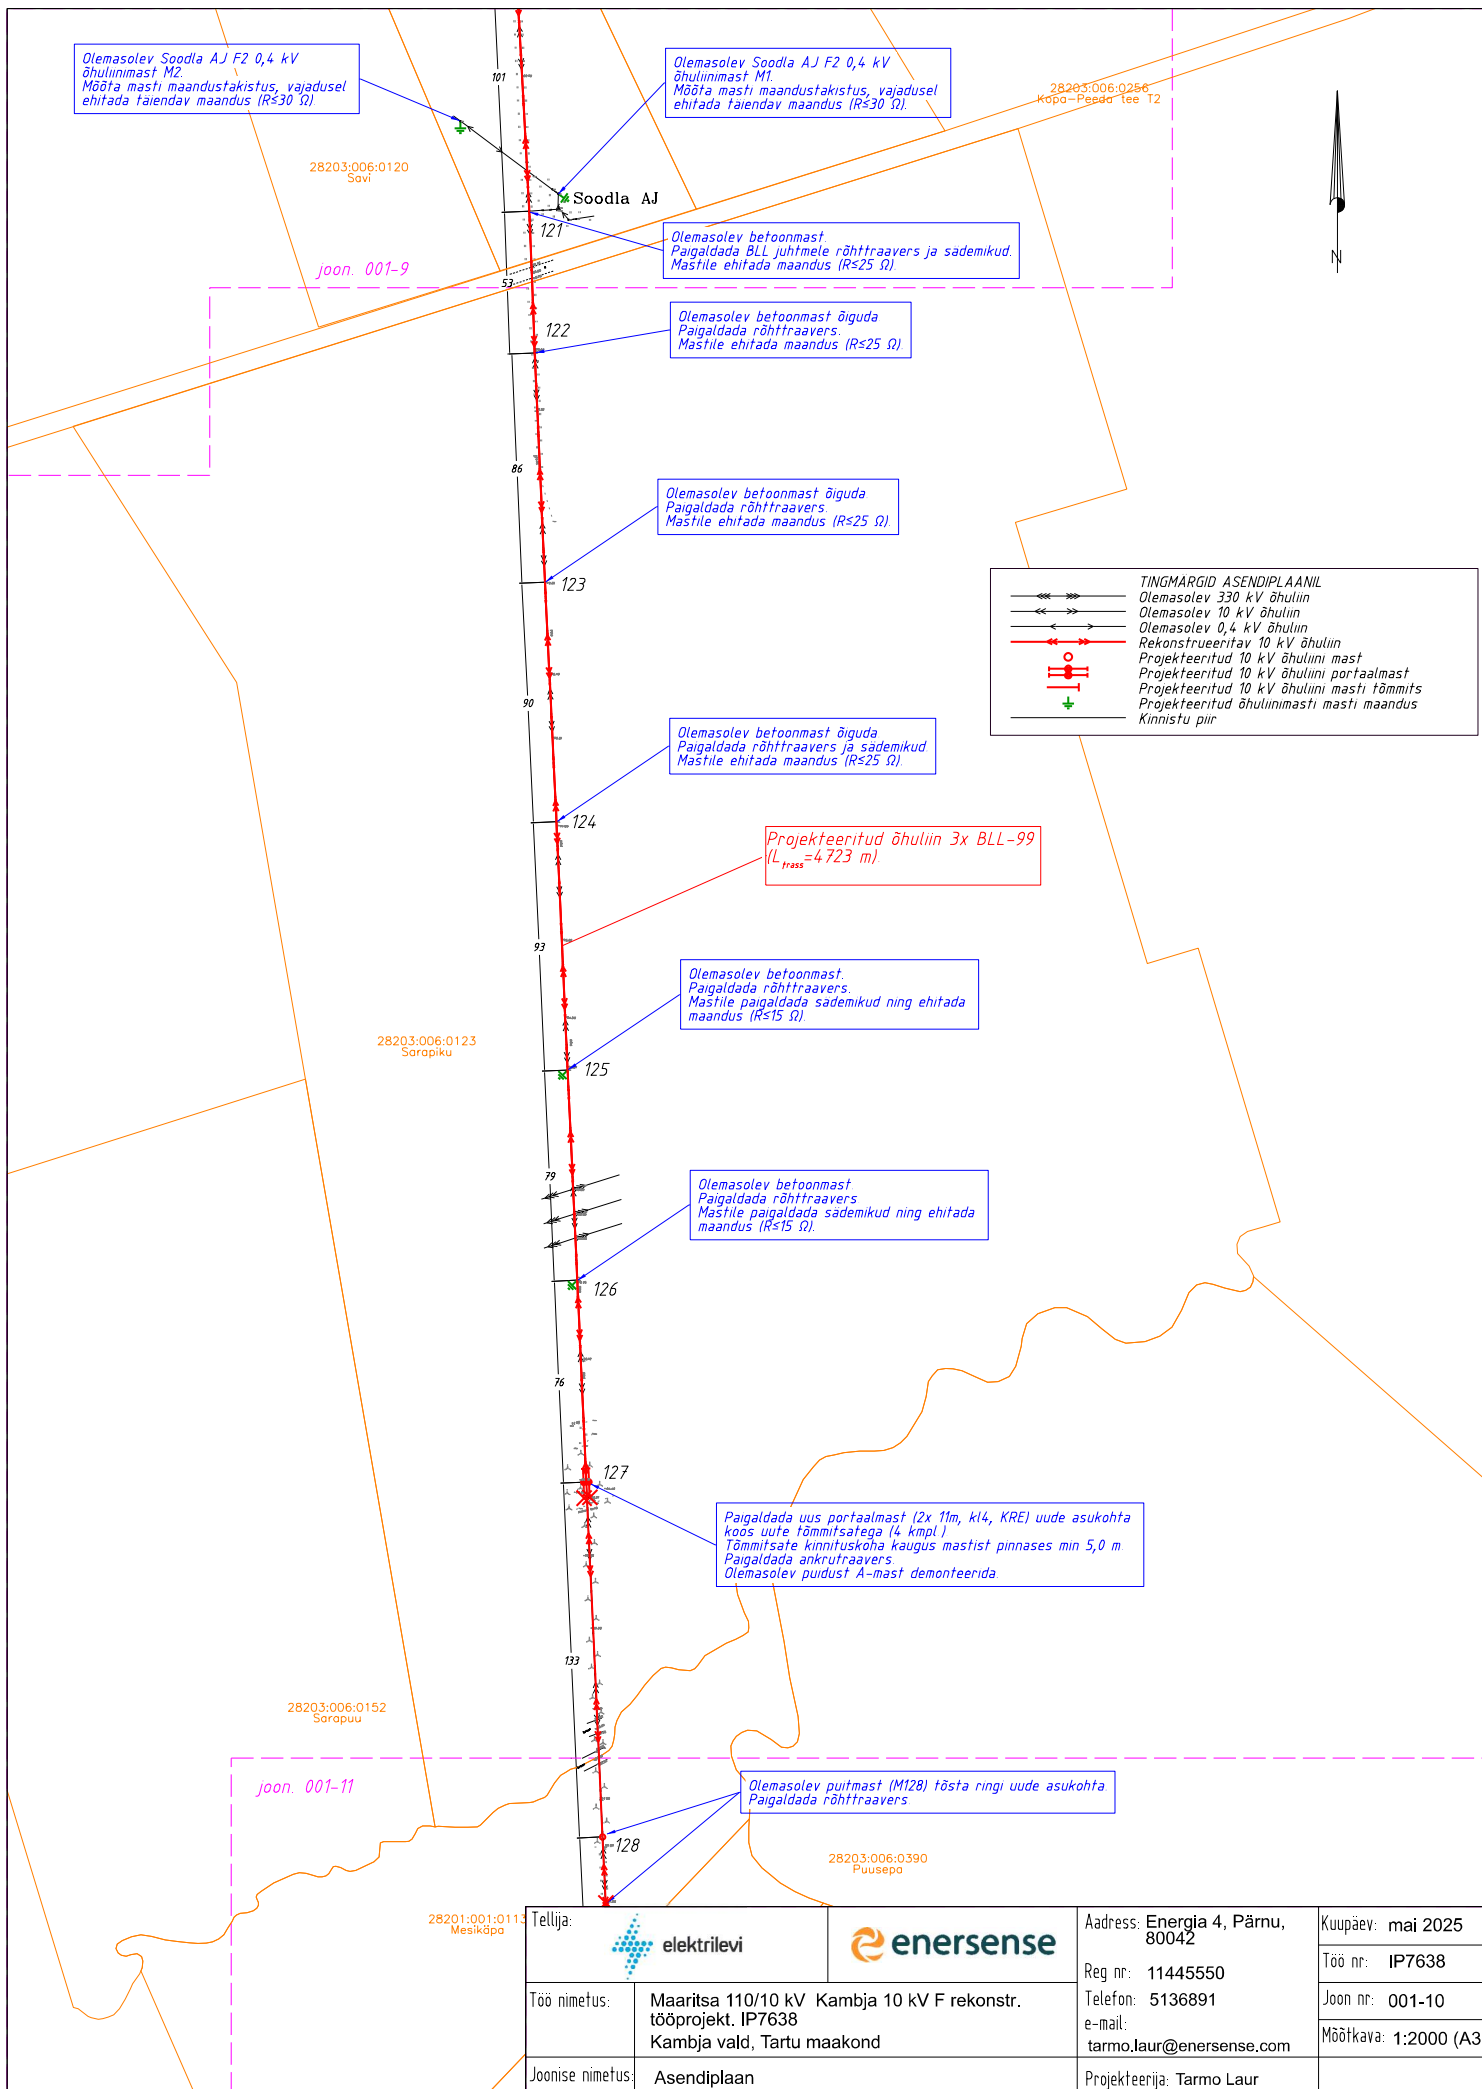 Olemasolev Soodla AJ F2 0,4 kV
õhuliinimast M2.
Mõõta masti maandustakistus, vajadusel
ehitada täiendav maandus (R≤30 Ω).
Olemasolev Soodla AJ F2 0,4 kV
õhuliinimast M1.
Mõõta masti maandustakistus, vajadusel
ehitada täiendav maandus (R≤30 Ω).
28203:006:0256
Kapa-Peeda tee T2
101
28203:006:0120
Savi
Soodla AJ
121
Olemasolev betoonmast.
Paigaldada BLL juhtmele rõhttraavers ja sädemikud.
Mastile ehitada maandus (R≤25 Ω).
joon. 001-9
53
N
122
Olemasolev betoonmast õiguda
Paigaldada rõhttraavers.
Mastile ehitada maandus (R≤25 Ω).
86
Olemasolev betoonmast õiguda
Paigaldada rõhttraavers.
Mastile ehitada maandus (R≤25 Ω).
123
TINGMÄRGID ASENDIPLAANIL
Olemasolev 330 kV õhuliin
Olemasolev 10 kV õhuliin
Olemasolev 0,4 kV õhuliin
Rekonstrueeritav 10 kV õhuliin
Projekteeritud 10 kV õhuliini mast
Projekteeritud 10 kV õhuliini portaalmast
Projekteeritud 10 kV õhuliini masti tõmmits
Projekteeritud õhuliinimasti masti maandus
Kinnistu piir
90
Olemasolev betoonmast õiguda
Paigaldada rõhttraavers ja sädemikud.
Mastile ehitada maandus (R≤25 Ω).
124
Projekteeritud õhuliin 3x BLL-99
(Ltrass=4723 m).
93
Olemasolev betoonmast.
Paigaldada rõhttraavers.
Mastile paigaldada sädemikud ning ehitada
maandus (R≤15 Ω).
28203:006:0123
Sarapiku
125
79
Olemasolev betoonmast
Paigaldada rõhttraavers
Mastile paigaldada sädemikud ning ehitada
maandus (R≤15 Ω).
126
76
127
Paigaldada uus portaalmast (2x 11m, kl4, KRE) uude asukohta
koos uute tõmmitsatega (4 kmpl.)
Tõmmitsate kinnituskoha kaugus mastist pinnases min 5,0 m.
Paigaldada ankrutraavers.
Olemasolev puidust A-mast demonteerida.
133
28203:006:0152
Sarapuu
joon. 001-11
Olemasolev puitmast (M128) tõsta ringi uude asukohta.
Paigaldada rõhttraavers
128
28203:006:0390
Puusepa
28201:001:0113
Mesikäpa
Tellija:
elektrilevi
enersense
Aadress: Energia 4, Pärnu,
80042
Reg nr: 11445550
Telefon: 5136891
e-mail:
tarmo.laur@enersense.com
Kuupäev: mai 2025
Töö nr: IP7638
Joon nr: 001-10
Mõõtkava: 1:2000 (A3
Töö nimetus: Maaritsa 110/10 kV Kambja 10 kV F rekonstr.
tööprojekt. IP7638
Kambja vald, Tartu maakond
Joonise nimetus: Asendiplaan
Projekteerija: Tarmo Laur